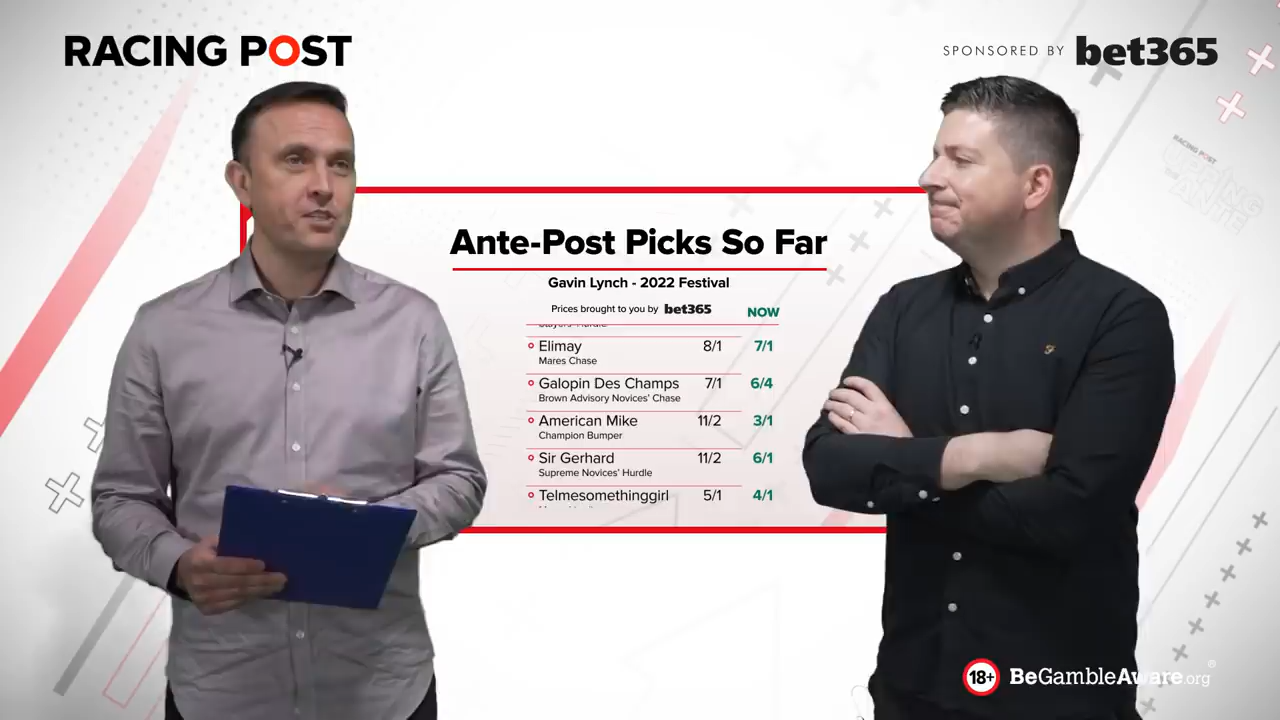 RACING POST
SPONSORED BY bet365
RACING POST
Ante-Post Picks So Far
Gavin Lynch - 2022 Festival
Prices brought to you by bet365 NOW
Elimay 8/1 7/1
Mares Chase
Galopin Des Champs 7/1 6/4
Brown Advisory Novices' Chase
American Mike 11/2 3/1
Champion Bumper
Sir Gerhard 11/2 6/1
Supreme Novices' Hurdle
Telmesomethinggirl 5/1 4/1
18+ BeGambleAware.org®